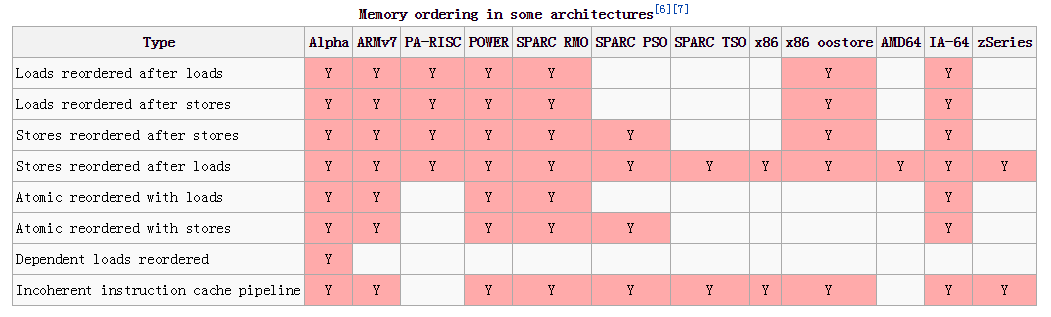 Memory ordering in some architectures[6][7]
Type Alpha ARMv7 PA-RISC POWER SPARC RMO SPARC PSO SPARC TSO x86 x86 oostore AMD64 IA-64 zSeries
Loads reordered after loads Y Y Y Y Y Y Y
Loads reordered after stores Y Y Y Y Y Y Y
Stores reordered after stores Y Y Y Y Y Y Y Y
Stores reordered after loads Y Y Y Y Y Y Y Y Y Y Y Y
Atomic reordered with loads Y Y Y Y Y
Atomic reordered with stores Y Y Y Y Y Y
Dependent loads reordered Y
Incoherent instruction cache pipeline Y Y Y Y Y Y Y Y Y Y